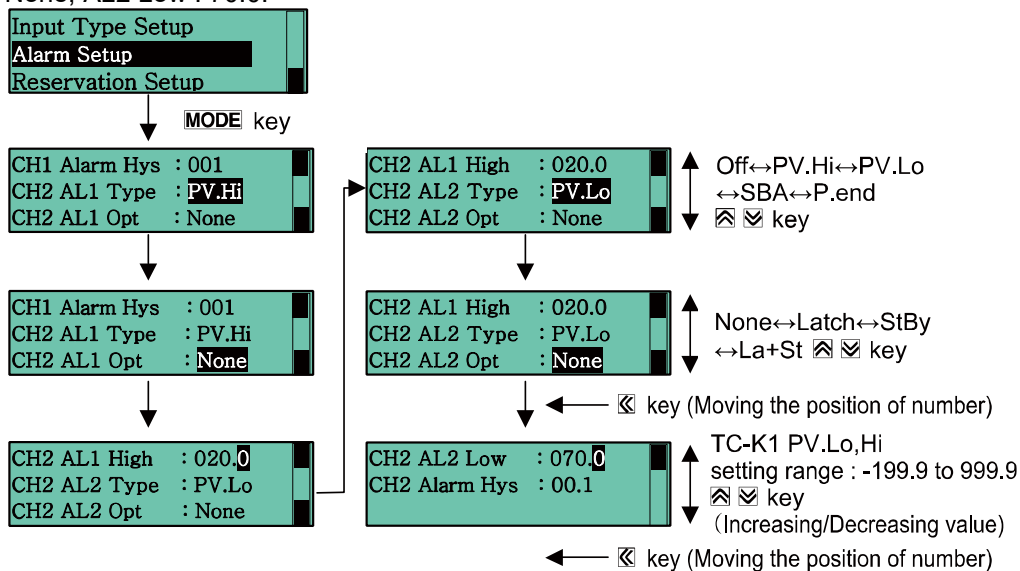 Input Type Setup
Alarm Setup
Reservation Setup
MODE key
CH1 Alarm Hys : 001
CH2 AL1 Type : PV.Hi
CH2 AL1 Opt : None
CH1 Alarm Hys : 001
CH2 AL1 Type : PV.Hi
CH2 AL1 Opt : None
CH2 AL1 High : 020.0
CH2 AL2 Type : PV.Lo
CH2 AL2 Opt : None
CH2 AL1 High : 020.0
CH2 AL2 Type : PV.Lo
CH2 AL2 Opt : None
Off↔PV.Hi↔PV.Lo
↔SBA↔P.end
key
CH2 AL1 High : 020.0
CH2 AL2 Type : PV.Lo
CH2 AL2 Opt : None
None↔Latch↔StBy
↔La+St key
key (Moving the position of number)
CH2 AL2 Low : 070.0
CH2 Alarm Hys : 00.1
TC-K1 PV.Lo,Hi
setting range : -199.9 to 999.9
key
(Increasing/Decreasing value)
key (Moving the position of number)